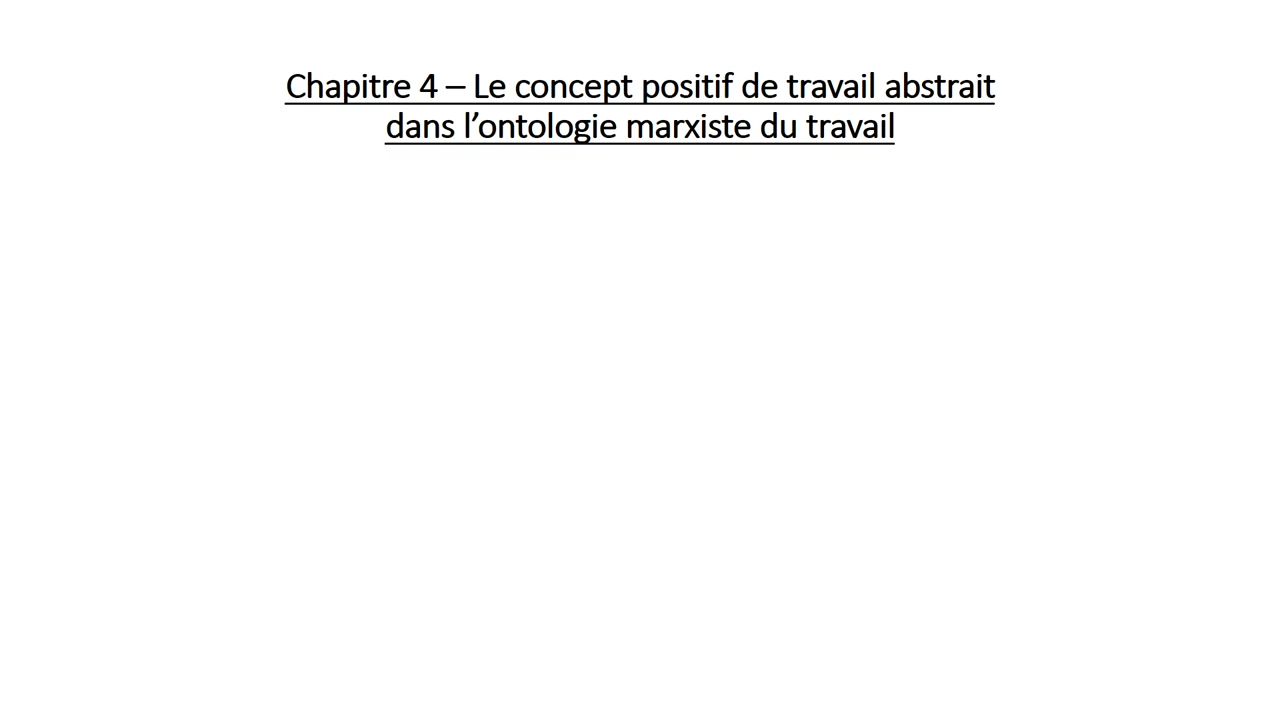 Chapitre 4 – Le concept positif de travail abstrait
dans l’ontologie marxiste du travail